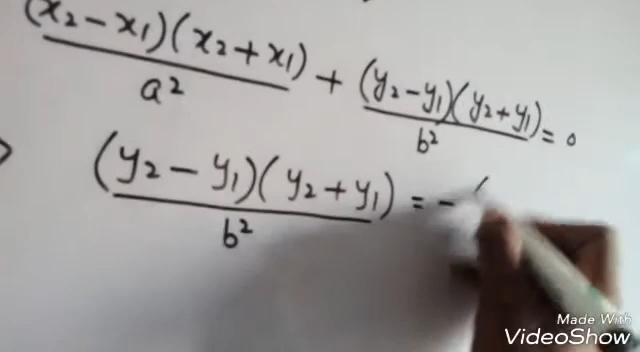 (x₂ - x₁)(x₂ + x₁)/a² + (y₂ - y₁)(y₂ + y₁)/b² = 0
(y₂ - y₁)(y₂ + y₁)/b² = - (
Made With
VideoShow